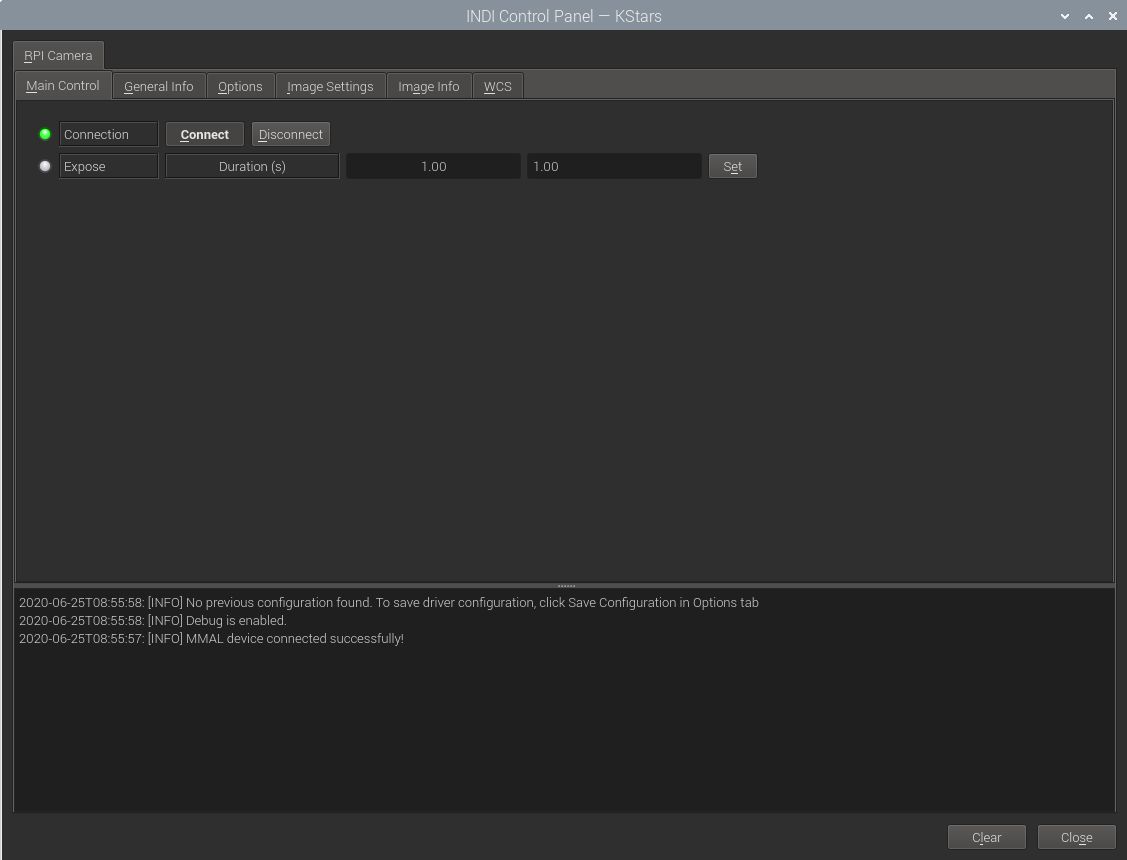 INDI Control Panel — KStars
RPI Camera
Main Control General Info Options Image Settings Image Info WCS
Connection Connect Disconnect
Expose Duration (s) 1.00 1.00 Set
2020-06-25T08:55:58: [INFO] No previous configuration found. To save driver configuration, click Save Configuration in Options tab
2020-06-25T08:55:58: [INFO] Debug is enabled.
2020-06-25T08:55:57: [INFO] MMAL device connected successfully!
Clear Close